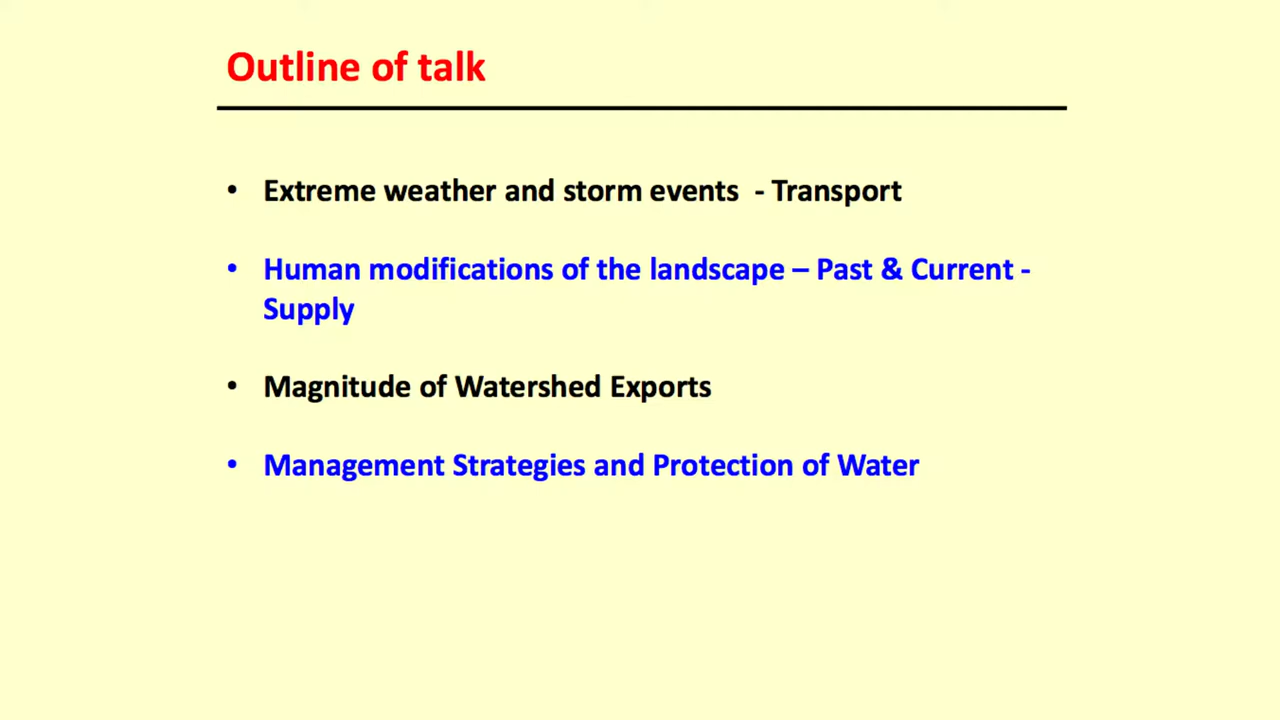 Outline of talk
• Extreme weather and storm events  - Transport
• Human modifications of the landscape – Past & Current -
Supply
• Magnitude of Watershed Exports
• Management Strategies and Protection of Water